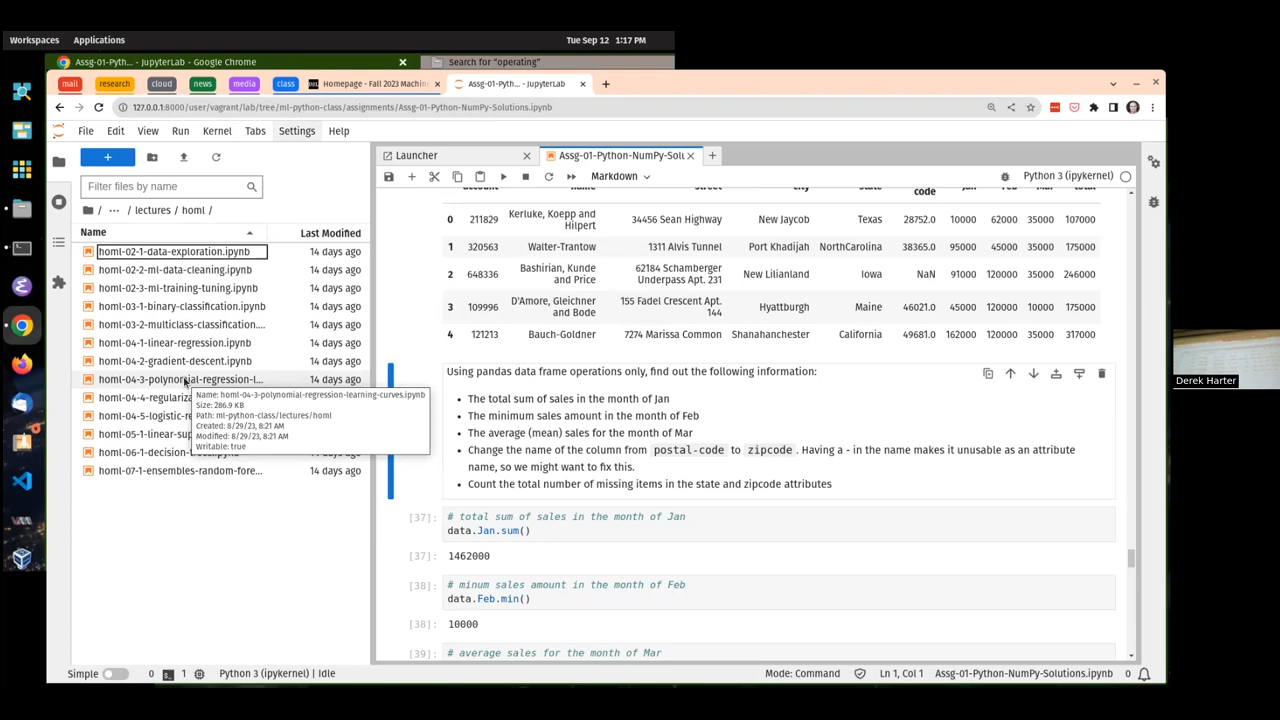 Workspaces Applications Tue Sep 12 1:17 PM
Assg-01-Pyth... - JupyterLab - Google Chrome Search for "operating"
mail research cloud news media class Homepage - Fall 2023 Machin Assg-01-Pyth... - JupyterLab
127.0.0.1:8000/user/vagrant/lab/tree/ml-python-class/assignments/Assg-01-Python-NumPy-Solutions.ipynb
File Edit View Run Kernel Tabs Settings Help
Launcher Assg-01-Python-NumPy-Solu
Markdown Python 3 (ipykernel)
Filter files by name
/ ... / lectures / homl /
Name Last Modified
homl-02-1-data-exploration.ipynb 14 days ago
homl-02-2-ml-data-cleaning.ipynb 14 days ago
homl-02-3-ml-training-tuning.ipynb 14 days ago
homl-03-1-binary-classification.ipynb 14 days ago
homl-03-2-multiclass-classification.... 14 days ago
homl-04-1-linear-regression.ipynb 14 days ago
homl-04-2-gradient-descent.ipynb 14 days ago
homl-04-3-polynomial-regression-l... 14 days ago
homl-04-4-regulariza
homl-04-5-logistic-re
homl-05-1-linear-sup
homl-06-1-decision-trees.ipynb 14 days ago
homl-07-1-ensembles-random-fore... 14 days ago
Name: homl-04-3-polynomial-regression-learning-curves.ipynb
Size: 286.9 KB
Path: ml-python-class/lectures/homl
Created: 8/29/23, 8:21 AM
Modified: 8/29/23, 8:21 AM
Writable: true
account name street city state code Jan Feb Mar total
0 211829 Kerluke, Koepp and Hilpert 34456 Sean Highway New Jaycob Texas 28752.0 10000 62000 35000 107000
1 320563 Walter-Trantow 1311 Alvis Tunnel Port Khadijah NorthCarolina 38365.0 95000 45000 35000 175000
2 648336 Bashirian, Kunde and Price 62184 Schamberger Underpass Apt. 231 New Lilianland Iowa NaN 91000 120000 35000 246000
3 109996 D'Amore, Gleichner and Bode 155 Fadel Crescent Apt. 144 Hyattburgh Maine 46021.0 45000 120000 10000 175000
4 121213 Bauch-Goldner 7274 Marissa Common Shanahanchester California 49681.0 162000 120000 35000 317000
Using pandas data frame operations only, find out the following information:
• The total sum of sales in the month of Jan
• The minimum sales amount in the month of Feb
• The average (mean) sales for the month of Mar
• Change the name of the column from postal-code to zipcode . Having a - in the name makes it unusable as an attribute
name, so we might want to fix this.
• Count the total number of missing items in the state and zipcode attributes
[37]: # total sum of sales in the month of Jan
data.Jan.sum()
[37]: 1462000
[38]: # minum sales amount in the month of Feb
data.Feb.min()
[38]: 10000
[39]: # average sales for the month of Mar
Simple 0 1 Python 3 (ipykernel) | Idle Mode: Command Ln 1, Col 1 Assg-01-Python-NumPy-Solutions.ipynb 0
Derek Harter